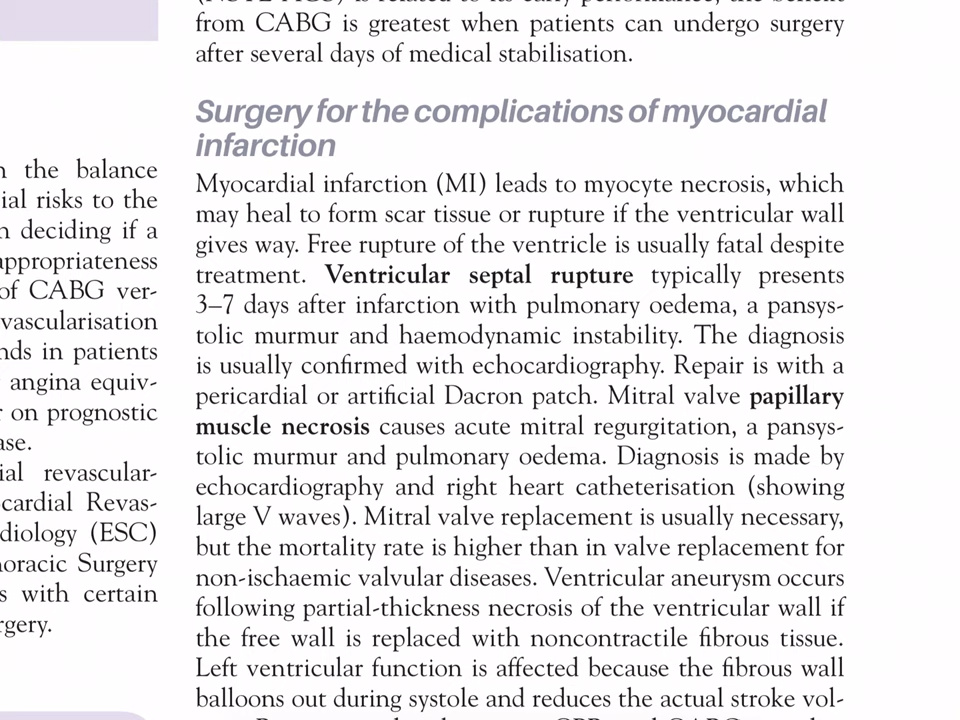 from CABG is greatest when patients can undergo surgery
after several days of medical stabilisation.
Surgery for the complications of myocardial
infarction
Myocardial infarction (MI) leads to myocyte necrosis, which
may heal to form scar tissue or rupture if the ventricular wall
gives way. Free rupture of the ventricle is usually fatal despite
treatment. Ventricular septal rupture typically presents
3–7 days after infarction with pulmonary oedema, a pansys-
tolic murmur and haemodynamic instability. The diagnosis
is usually confirmed with echocardiography. Repair is with a
pericardial or artificial Dacron patch. Mitral valve papillary
muscle necrosis causes acute mitral regurgitation, a pansys-
tolic murmur and pulmonary oedema. Diagnosis is made by
echocardiography and right heart catheterisation (showing
large V waves). Mitral valve replacement is usually necessary,
but the mortality rate is higher than in valve replacement for
non-ischaemic valvular diseases. Ventricular aneurysm occurs
following partial-thickness necrosis of the ventricular wall if
the free wall is replaced with noncontractile fibrous tissue.
Left ventricular function is affected because the fibrous wall
balloons out during systole and reduces the actual stroke vol-
the balance
ial risks to the
n deciding if a
appropriateness
of CABG ver-
vascularisation
nds in patients
angina equiv-
r on prognostic
ase.
ial revascular-
ocardial Revas-
diology (ESC)
horacic Surgery
s with certain
rgery.